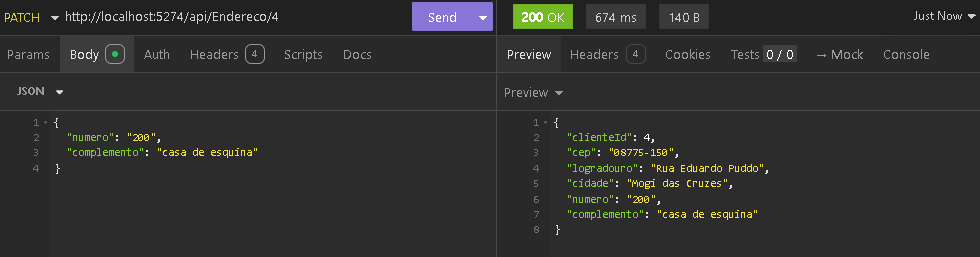 PATCH http://localhost:5274/api/Endereco/4 Send 200 OK 674 ms 140 B Just Now
Params Body Auth Headers 4 Scripts Docs Preview Headers 4 Cookies Tests 0 / 0 → Mock Console
JSON
1 {
2 "numero": "200",
3 "complemento": "casa de esquina"
4 }
Preview
1 {
2 "clienteId": 4,
3 "cep": "08775-150",
4 "logradouro": "Rua Eduardo Puddo",
5 "cidade": "Mogi das Cruzes",
6 "numero": "200",
7 "complemento": "casa de esquina"
8 }